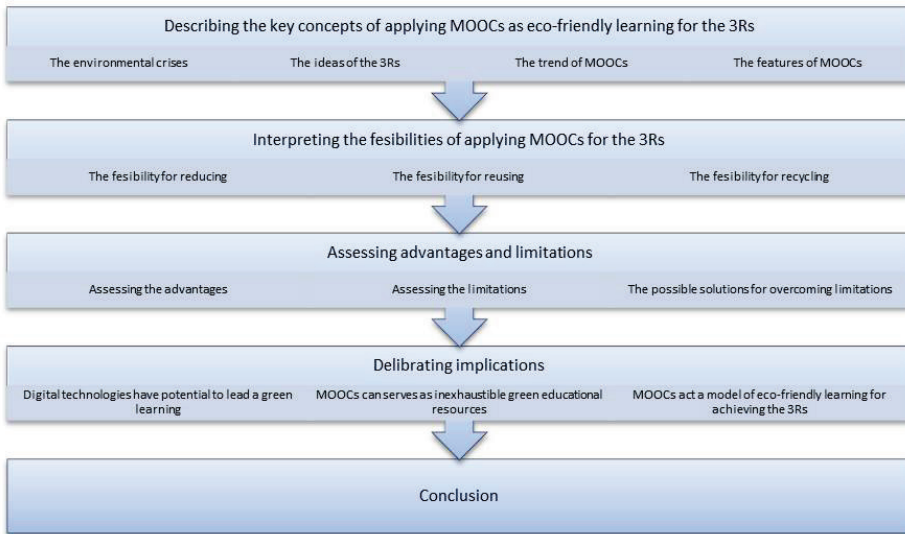 Describing the key concepts of applying MOOCs as eco-friendly learning for the 3Rs
The environmental crises
The ideas of the 3Rs
The trend of MOOCs
The features of MOOCs
Interpreting the fesibilities of applying MOOCs for the 3Rs
The fesibility for reducing
The fesibility for reusing
The fesibility for recycling
Assessing advantages and limitations
Assessing the advantages
Assessing the limitations
The possible solutions for overcoming limitations
Delibrating implications
Digital technologies have potential to lead a green
learning
MOOCs can serves as inexhaustible green educational
resources
MOOCs act a model of eco-friendly learning for
achieving the 3Rs
Conclusion